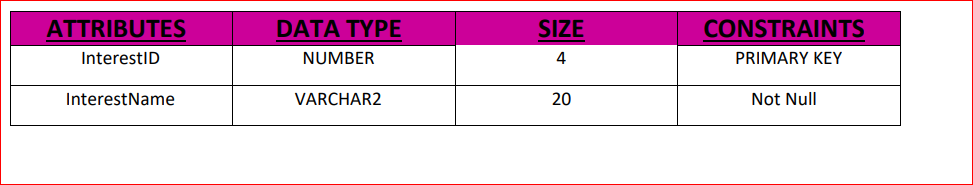 ATTRIBUTES DATA TYPE SIZE CONSTRAINTS
InterestID NUMBER 4 PRIMARY KEY
InterestName VARCHAR2 20 Not Null